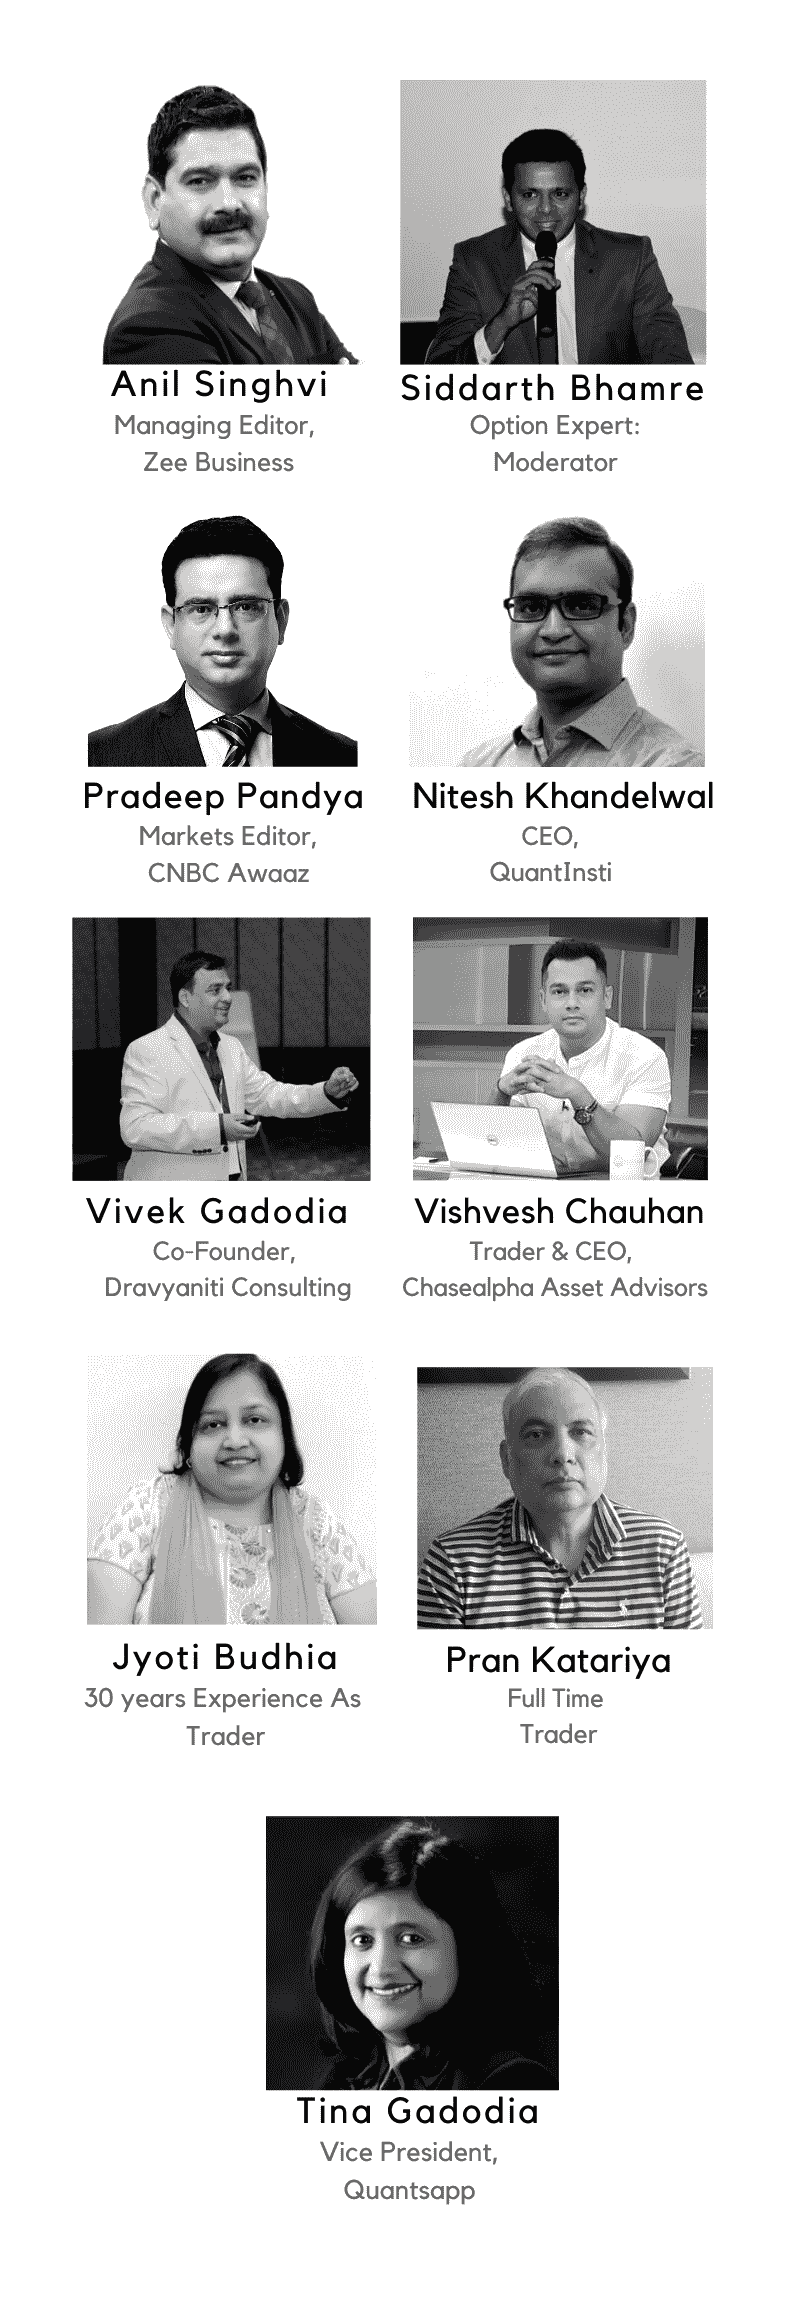 Anil Singhvi
Managing Editor,
Zee Business
Siddarth Bhamre
Option Expert:
Moderator
Pradeep Pandya
Markets Editor,
CNBC Awaaz
Nitesh Khandelwal
CEO,
QuantInsti
Vivek Gadodia
Co-Founder,
Dravyaniti Consulting
Vishvesh Chauhan
Trader & CEO,
Chasealpha Asset Advisors
Jyoti Budhia
30 years Experience As
Trader
Pran Katariya
Full Time
Trader
Tina Gadodia
Vice President,
Quantsapp